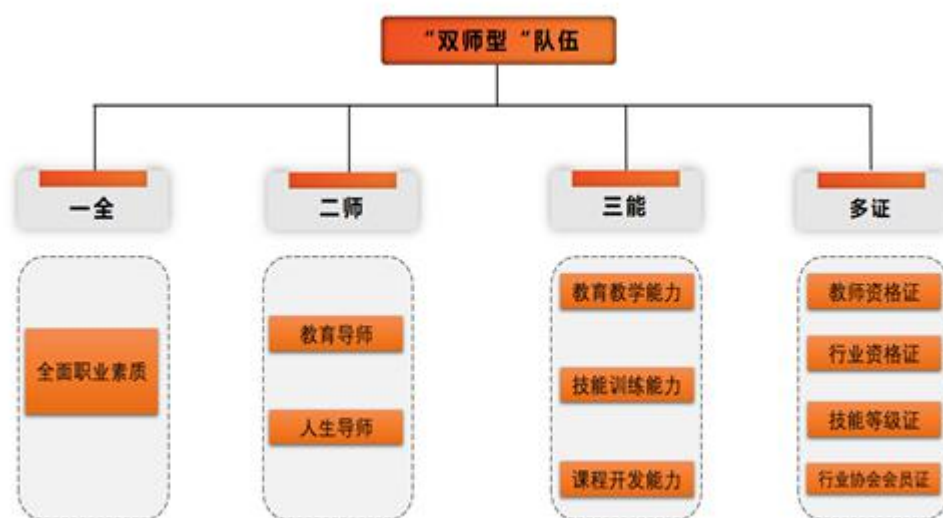 “双师型“队伍
一全
二师
三能
多证
全面职业素质
教育导师
人生导师
教育教学能力
技能训练能力
课程开发能力
教师资格证
行业资格证
技能等级证
行业协会会员证